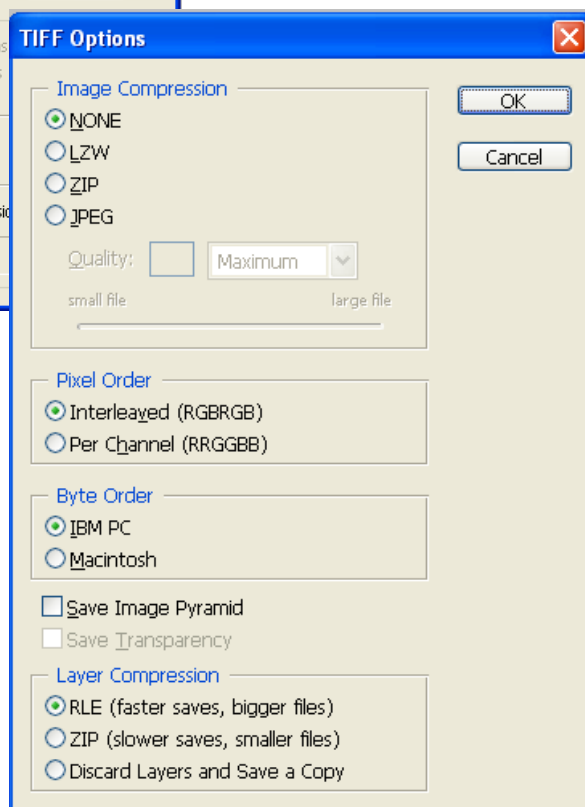 TIFF Options
Image Compression
NONE
LZW
ZIP
JPEG
Quality: Maximum
small file large file
Pixel Order
Interleaved (RGBRGB)
Per Channel (RRGGBB)
Byte Order
IBM PC
Macintosh
Save Image Pyramid
Save Transparency
Layer Compression
RLE (faster saves, bigger files)
ZIP (slower saves, smaller files)
Discard Layers and Save a Copy
OK
Cancel